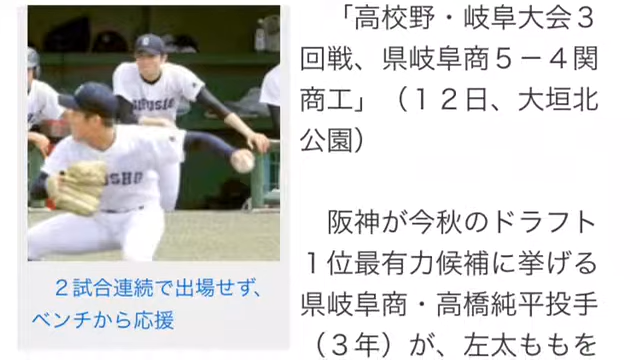 ２試合連続で出場せず、
ベンチから応援
「高校野・岐阜大会３
回戦、県岐阜商５－４関
商工」（１２日、大垣北
公園）
阪神が今秋のドラフト
１位最有力候補に挙げる
県岐阜商・高橋純平投手
（３年）が、左太ももを